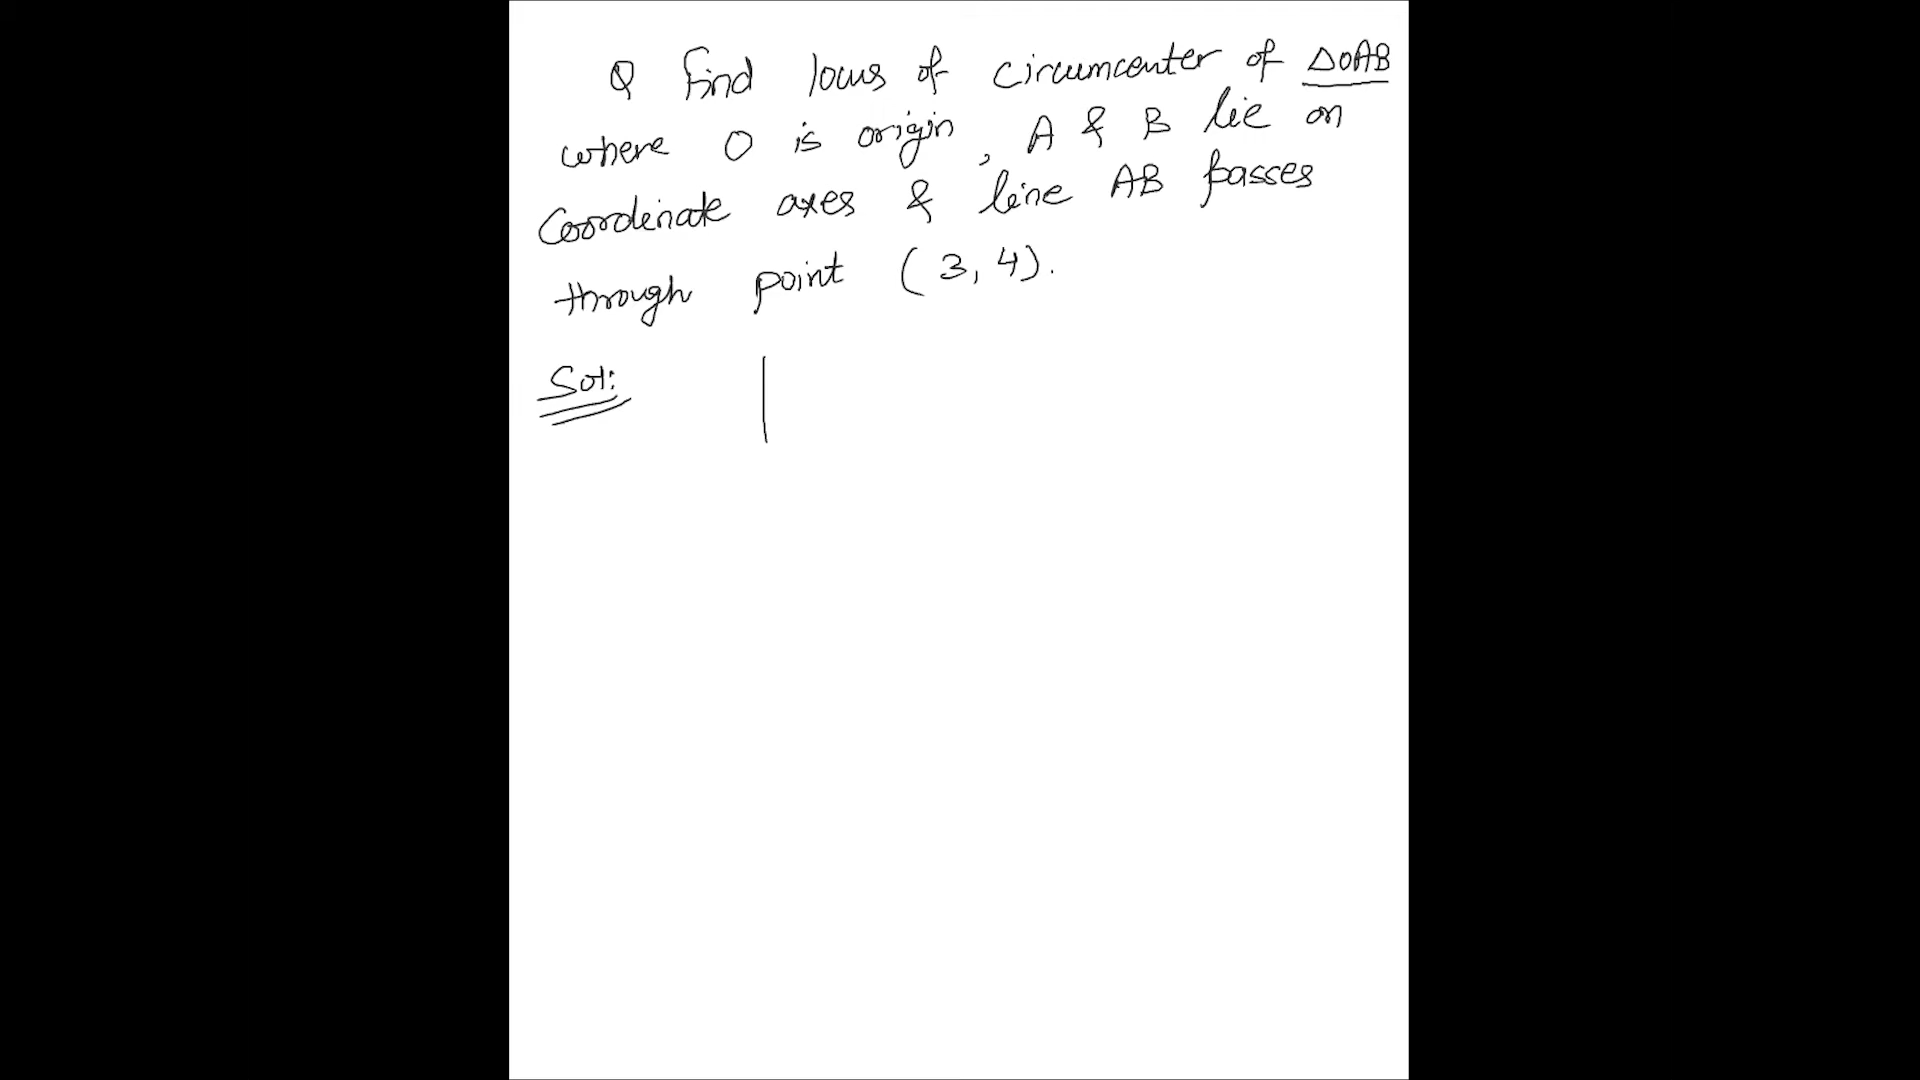 Q Find locus of circumcenter of ΔOAB
where O is origin, A & B lie on
Coordinate axes & line AB passes
through point (3,4).
Sol: